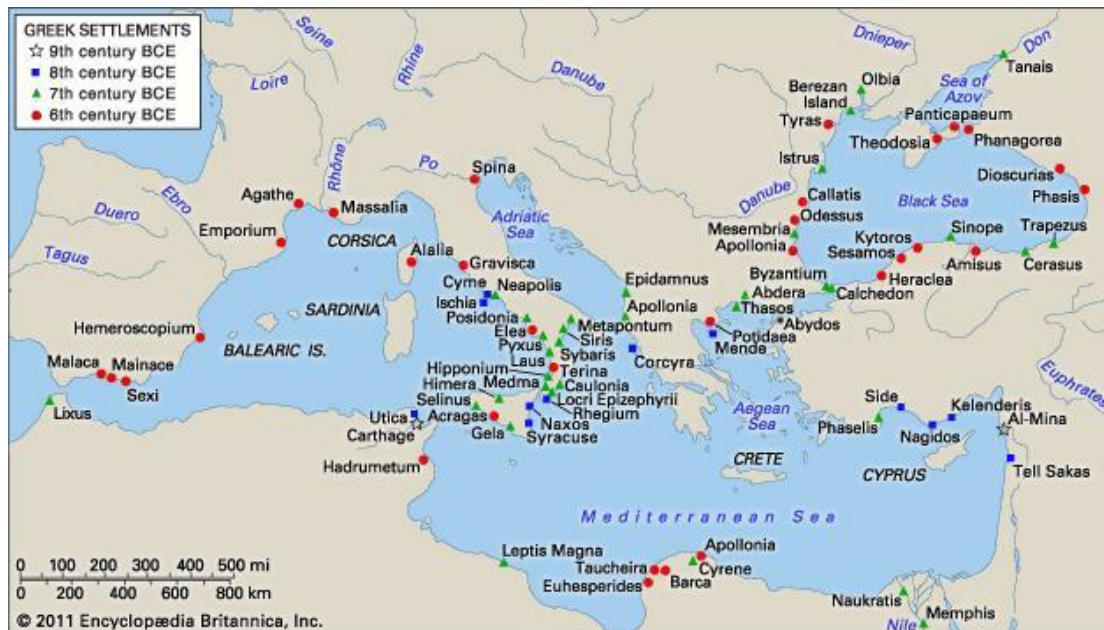 GREEK SETTLEMENTS
9th century BCE
8th century BCE
7th century BCE
6th century BCE
Seine
Loire
Rhine
Danube
Dnieper
Don
Tanais
Olbia
Berezan
Island
Sea of
Azov
Tyras
Panticapaeum
Theodosia
Phanagorea
Istrus
Dioscurias
Phasis
Rhône
Po
Spina
Agathe
Massalia
Ebro
Duero
Emporium
Tagus
CORSICA
Alalia
Gravisca
Adriatic
Sea
Danube
Callatis
Odessus
Black Sea
Mesembria
Apollonia
Kytoros
Sesamos
Sinope
Trapezus
Amisus
Cerasus
Heraclea
Byzantium
Calchedon
Cyme
Neapolis
Ischia
Epidamnus
Apollonia
Abdera
Thasos
Abydos
SARDINIA
Posidonia
Elea
Pyxus
Laus
Metapontum
Siris
Sybaris
Terina
Corcyra
Potidaea
Mende
Hemeroscopium
BALEARIC IS.
Malaca
Mainace
Sexi
Lixus
Hipponium
Medma
Himera
Selinus
Caulonia
Locri Epizephyrii
Rhegium
Acragas
Gela
Naxos
Syracuse
Utica
Carthage
Hadrumetum
Aegean
Sea
CRETE
Side
Phaselis
Nagidos
Kelenderis
Al-Mina
Euphrates
CYPRUS
Tell Sakas
Mediterranean Sea
Leptis Magna
Apollonia
Taucheira
Cyrene
Euhesperides
Barca
Naukratis
Memphis
Nile
0 100 200 300 400 500 mi
0 200 400 600 800 km
© 2011 Encyclopædia Britannica, Inc.